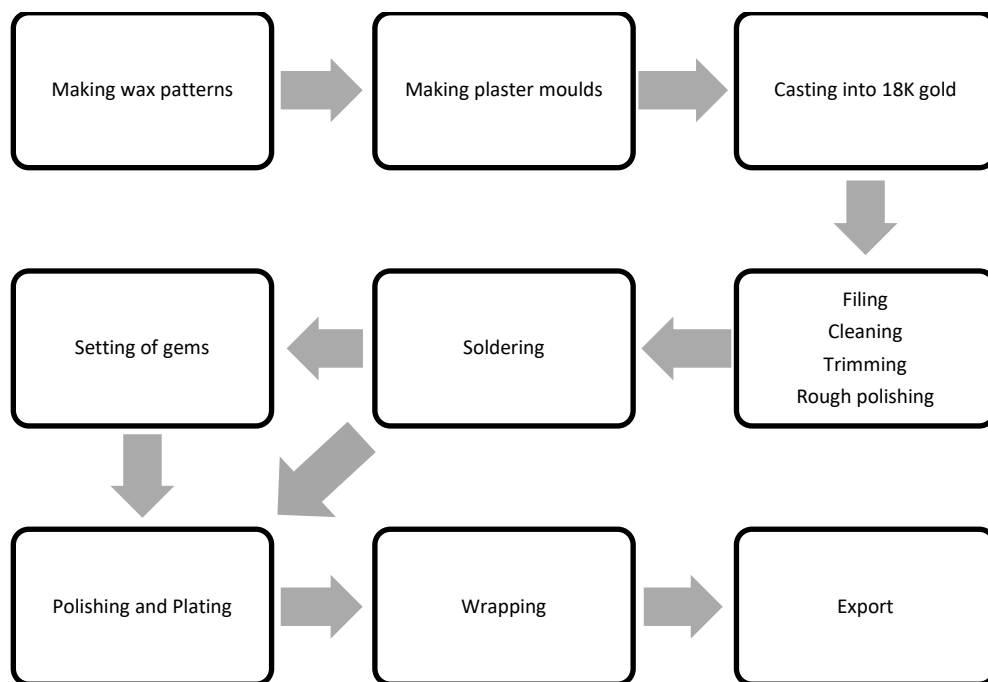 Making wax patterns
Making plaster moulds
Casting into 18K gold
Filing
Cleaning
Trimming
Rough polishing
Soldering
Setting of gems
Polishing and Plating
Wrapping
Export